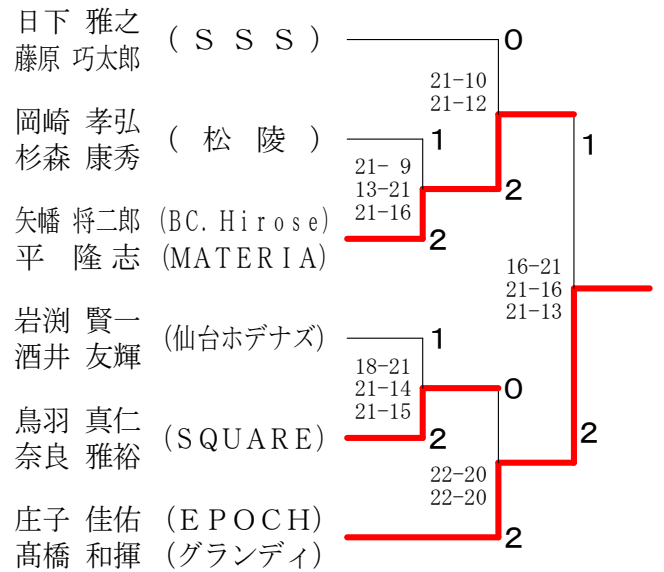 日下 雅之
藤原 巧太郎
(ＳＳＳ)
岡崎 孝弘
杉森 康秀
(松陵)
矢幡 将二郎 (BC.Hirose)
平 隆志 (MATERIA)
岩渕 賢一
酒井 友輝
(仙台ホデナズ)
鳥羽 真仁
奈良 雅裕
(SQUARE)
庄子 佳佑 (EPOCH)
髙橋 和揮 (グランディ)
0
21-10
21-12
2
1
21- 9
13-21
21-16
2
1
16-21
21-16
21-13
2
1
18-21
21-14
21-15
2
0
22-20
22-20
2